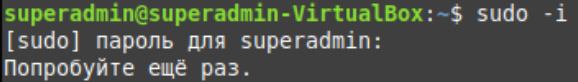 superadmin@superadmin-VirtualBox:~$ sudo -i
[sudo] пароль для superadmin:
Попробуйте ещё раз.